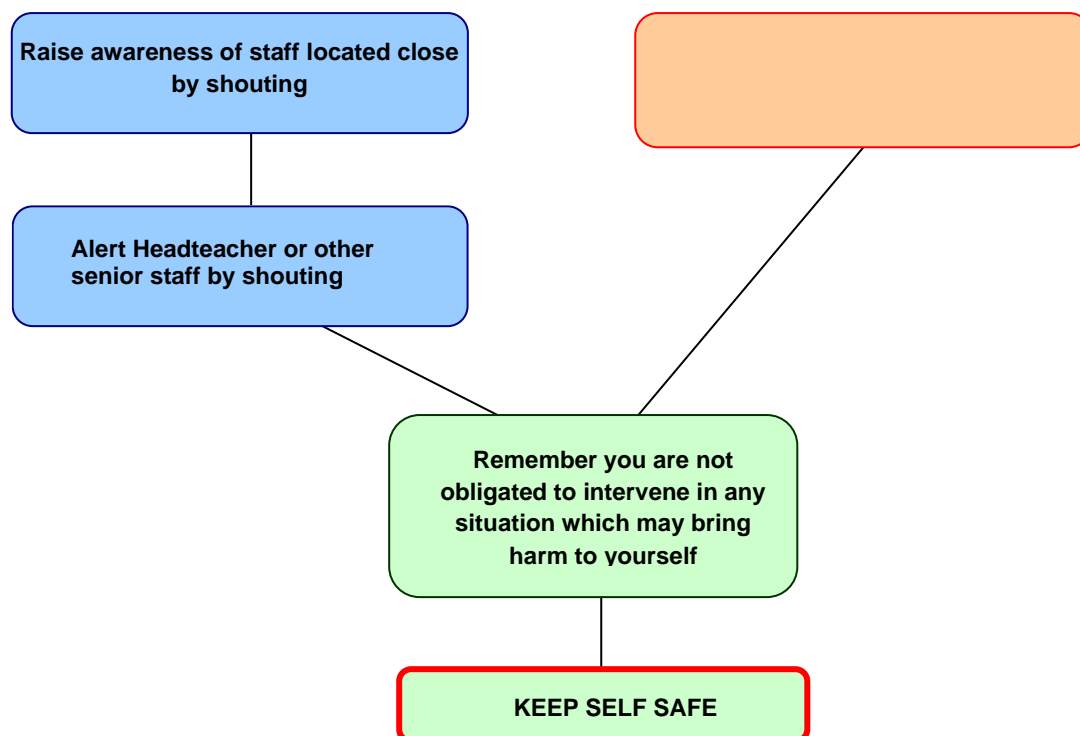 Raise awareness of staff located close
by shouting
Alert Headteacher or other
senior staff by shouting
Remember you are not
obligated to intervene in any
situation which may bring
harm to yourself
KEEP SELF SAFE